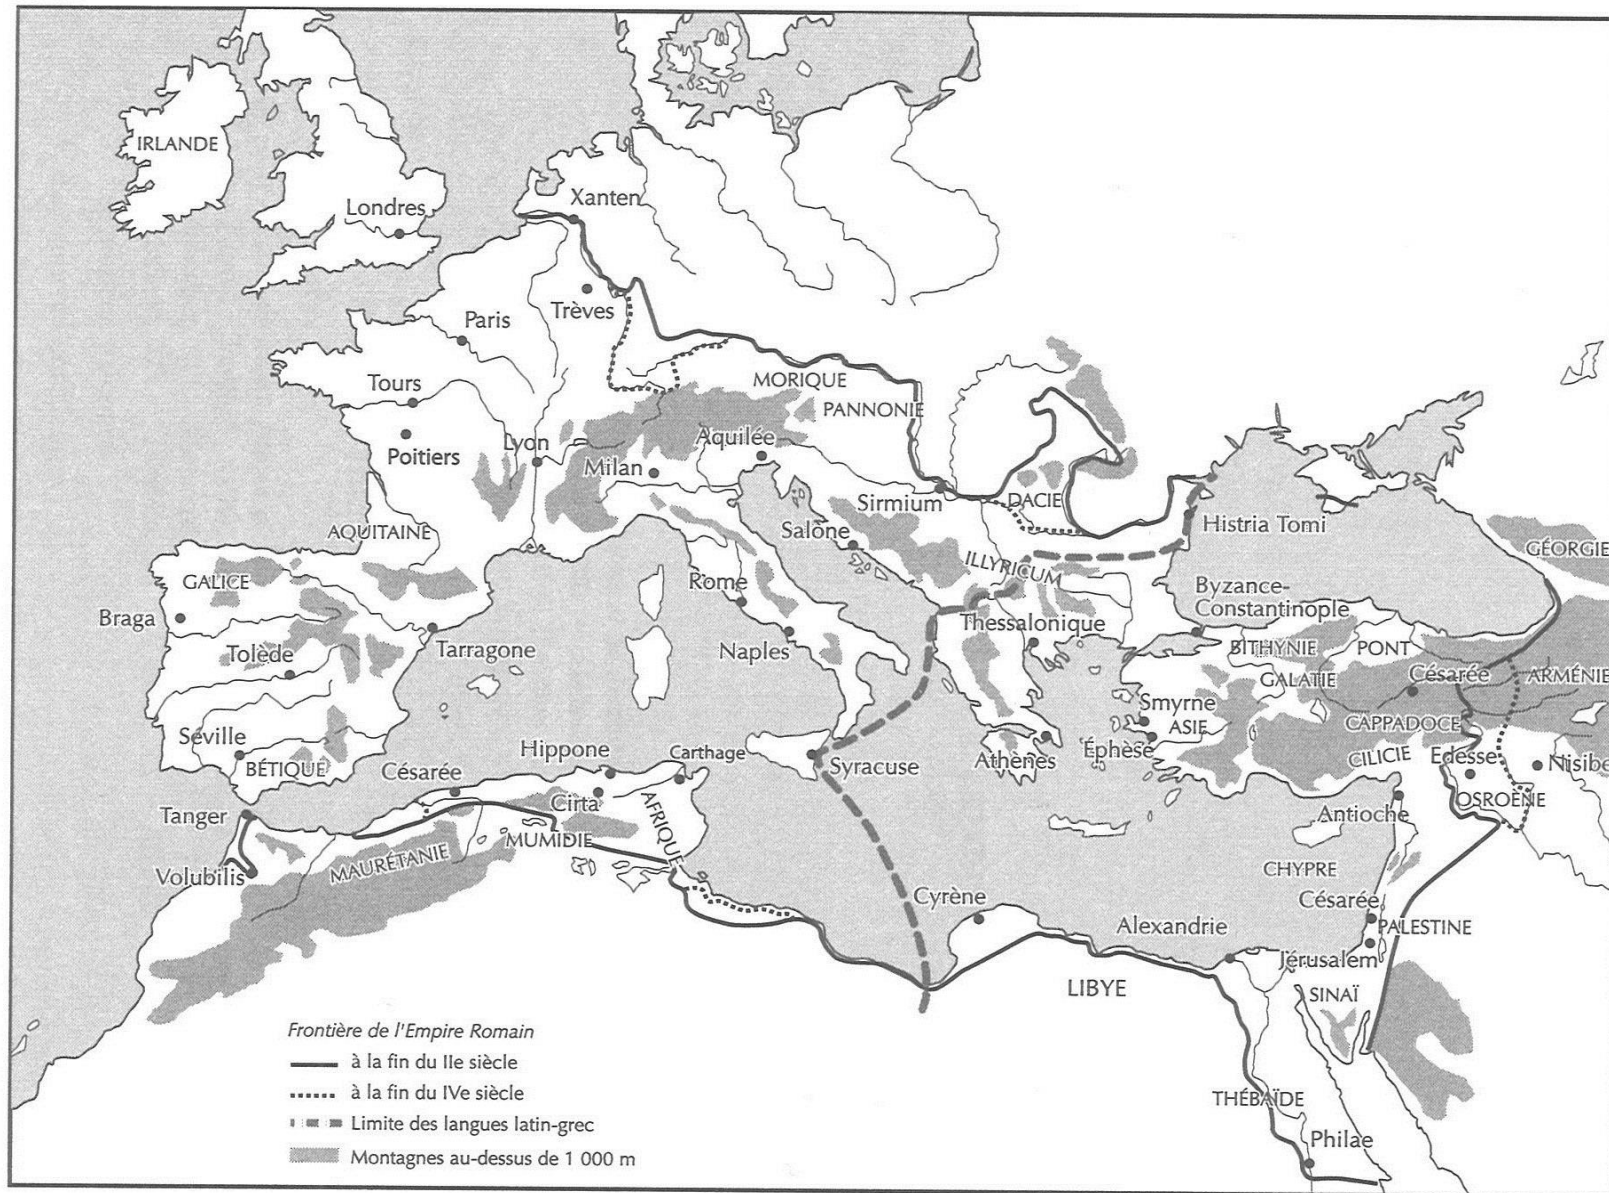 IRLANDE
Londres
Xanten
Trèves
Paris
Tours
Poitiers
Lyon
MORIQUE
PANNONIE
Aquilée
Milan
Sirmium
DACIE
Salône
Histria Tomi
GÉORGIE
AQUITAINE
ILLYRICUM
GALICE
Rome
Byzance-
Constantinople
Braga
Thessalonique
Tarragone
Naples
BITHYNIE
PONT
Tolède
GALATIE
Césarée
ARMÉNIE
Smyrne
ASIE
CAPPADOCE
Séville
Hippone
Carthage
Athènes
Éphèse
CILICIE
Edesse
Nisibe
BÉTIQUE
Césarée
Syracuse
Cirta
AFRIQUE
OSROÈNE
Tanger
Antioche
MUMIDIE
MAURÉTANIE
Volubilis
CHYPRE
Cyrène
Césarée
Alexandrie
PALESTINE
Jérusalem
LIBYE
SINAÏ
THÉBAÏDE
Philae
Frontière de l'Empire Romain
à la fin du IIe siècle
à la fin du IVe siècle
Limite des langues latin-grec
Montagnes au-dessus de 1 000 m